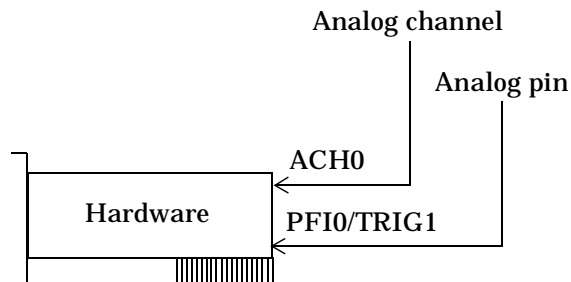 Analog channel
Analog pin
ACH0
Hardware
PFI0/TRIG1